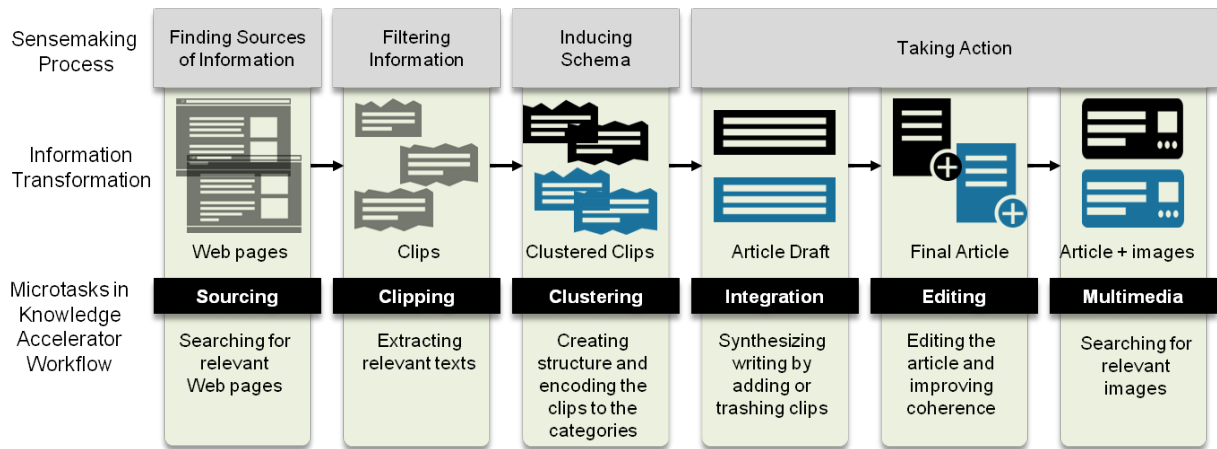 Sensemaking
Process
Finding Sources
of Information
Filtering
Information
Inducing
Schema
Taking Action
Information
Transformation
Web pages
Clips
Clustered Clips
Article Draft
Final Article
Article + images
Microtasks in
Knowledge
Accelerator
Workflow
Sourcing
Clipping
Clustering
Integration
Editing
Multimedia
Searching for
relevant
Web pages
Extracting
relevant texts
Creating
structure and
encoding the
clips to the
categories
Synthesizing
writing by
adding or
trashing clips
Editing the
article and
improving
coherence
Searching for
relevant
images